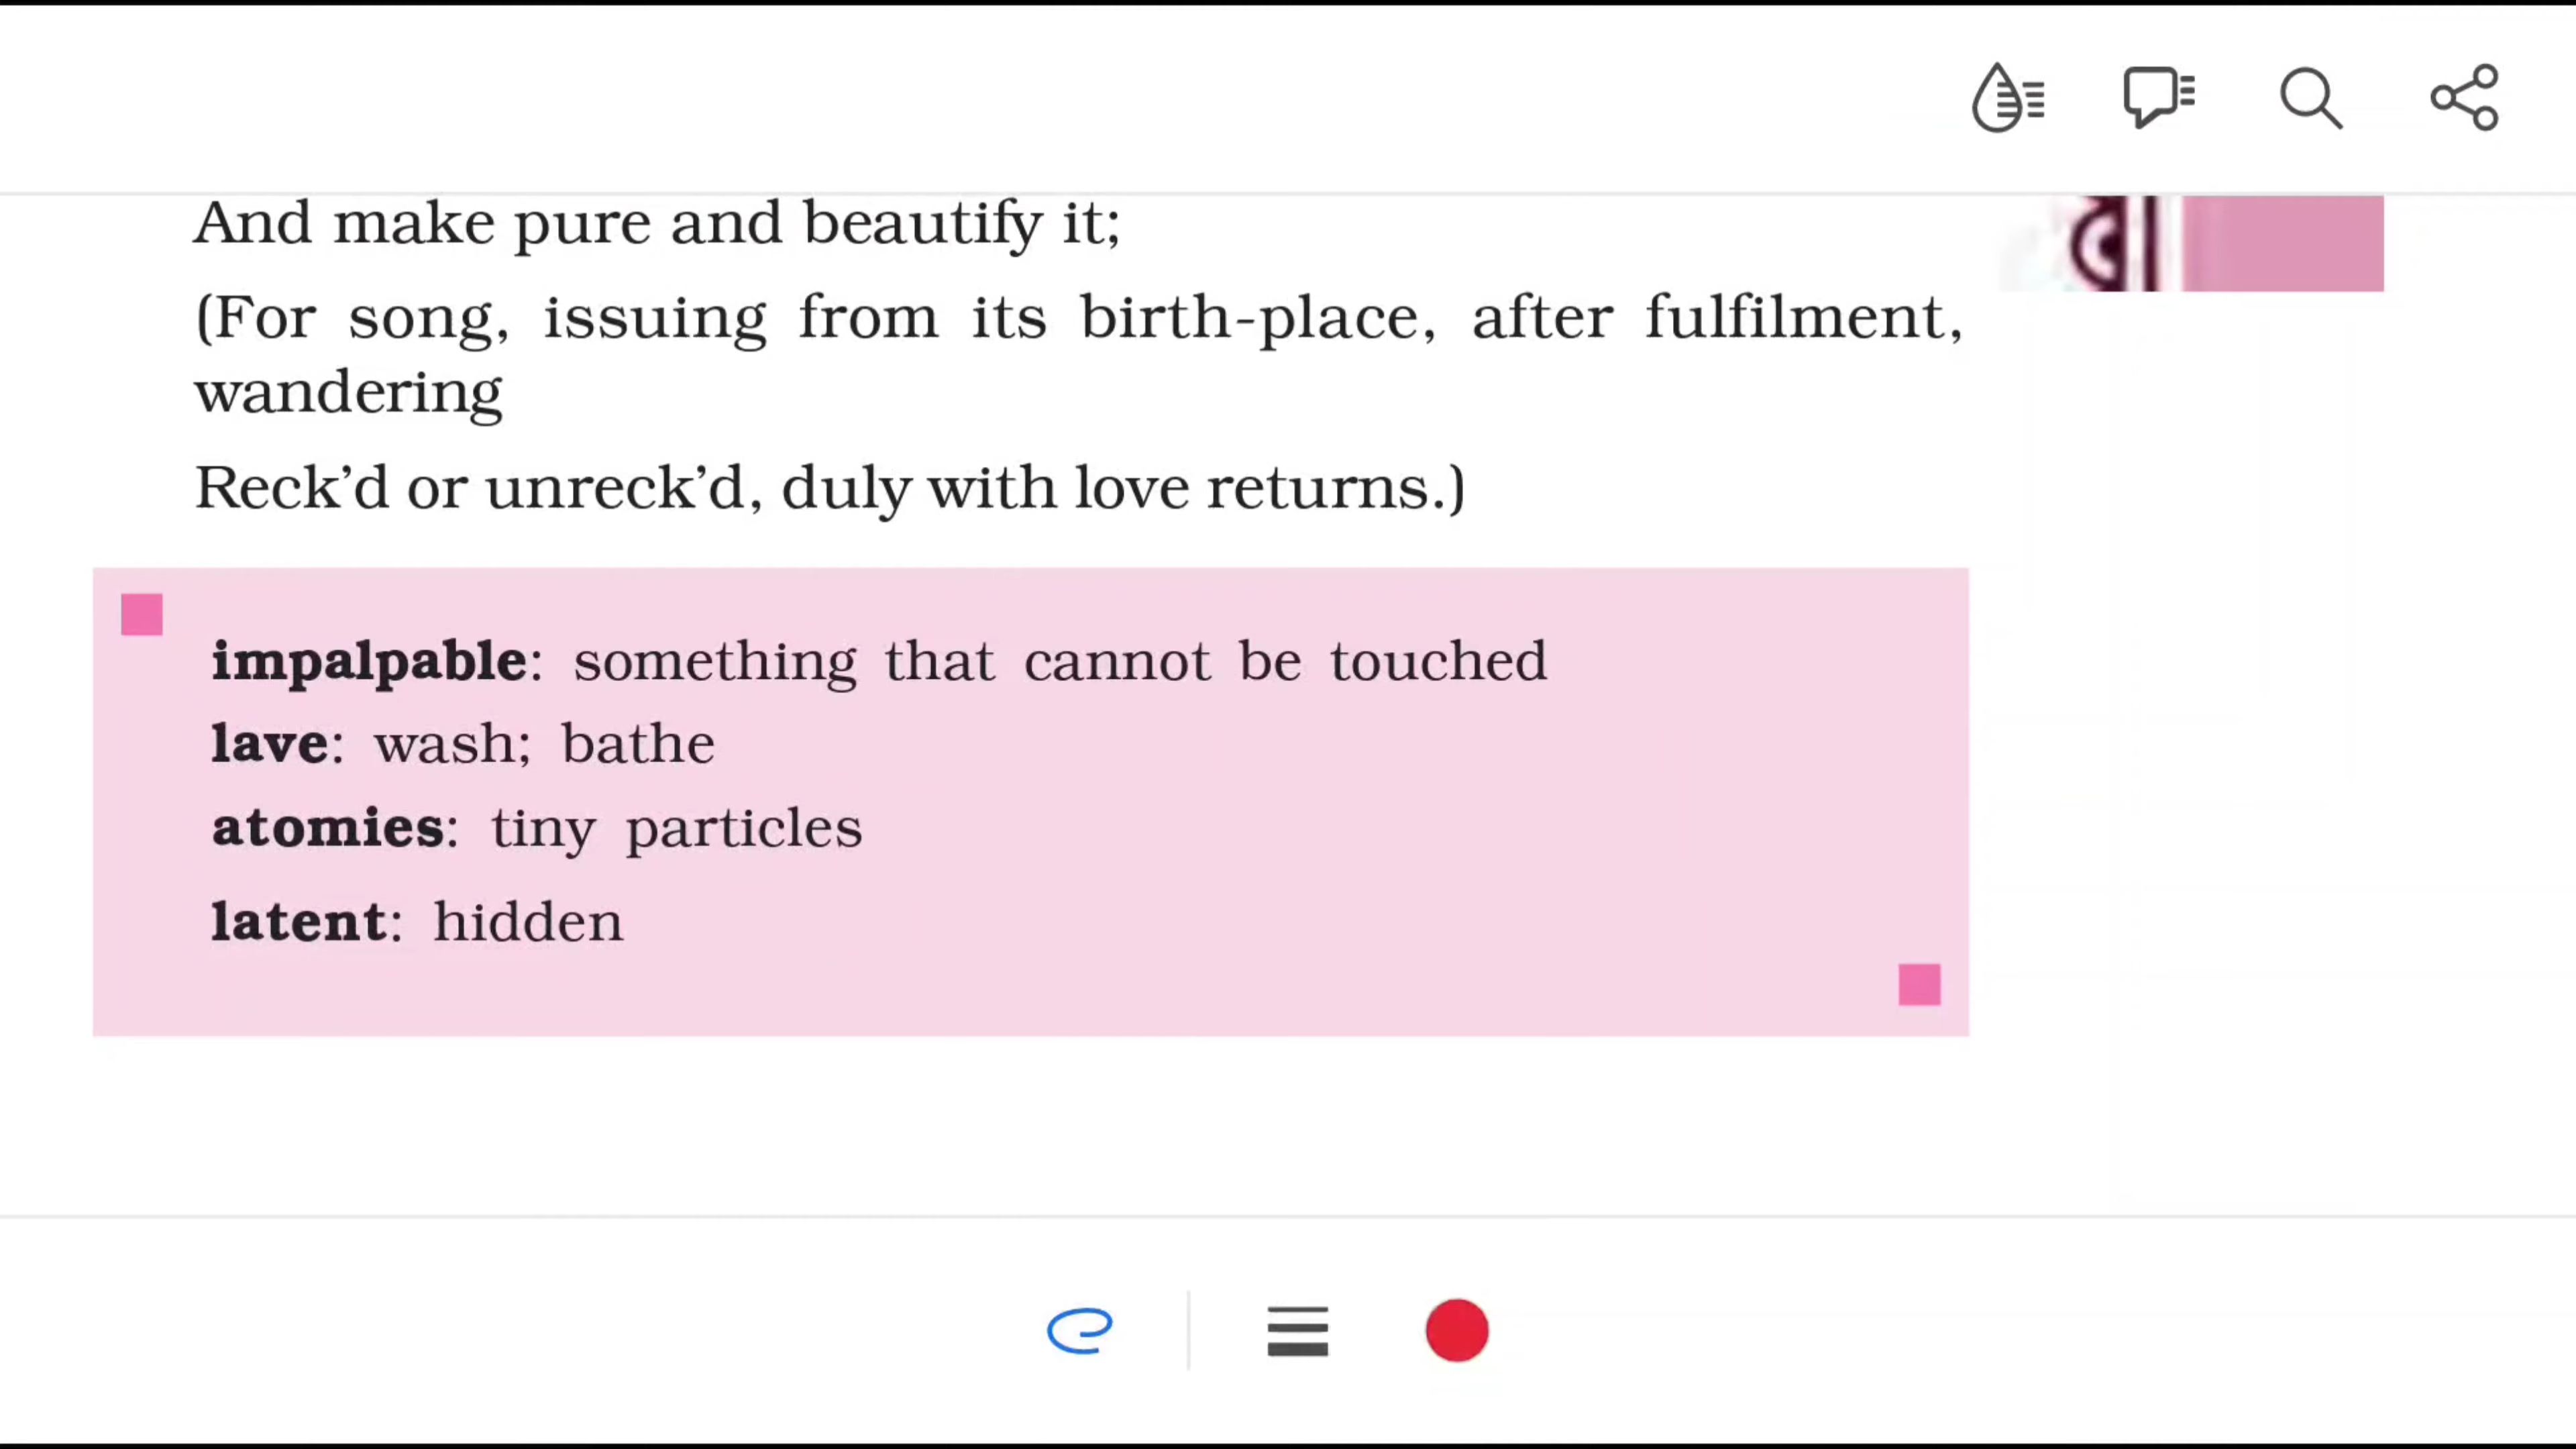 And make pure and beautify it;
(For song, issuing from its birth-place, after fulfilment,
wandering
Reck’d or unreck’d, duly with love returns.)
impalpable: something that cannot be touched
lave: wash; bathe
atomies: tiny particles
latent: hidden